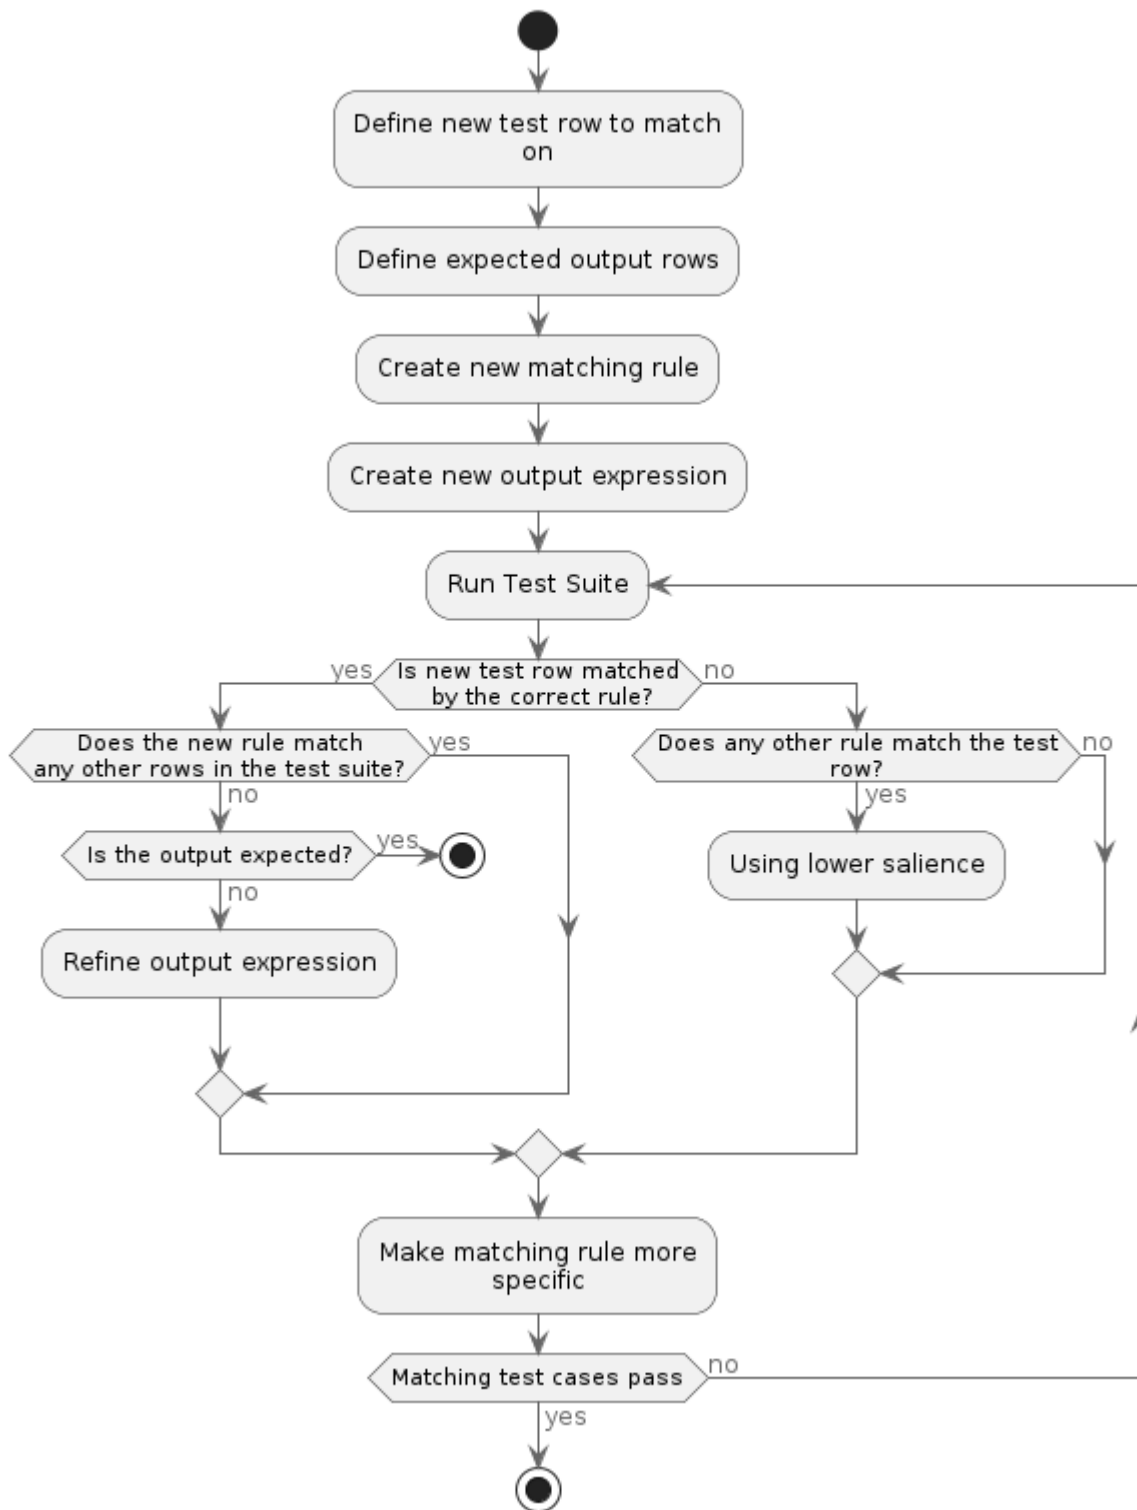 Define new test row to match
on
Define expected output rows
Create new matching rule
Create new output expression
Run Test Suite
yes
Is new test row matched
by the correct rule?
no
Does the new rule match
any other rows in the test suite?
yes
Does any other rule match the test
row?
no
no
yes
Is the output expected?
yes
Using lower salience
no
Refine output expression
Make matching rule more
specific
Matching test cases pass
no
yes